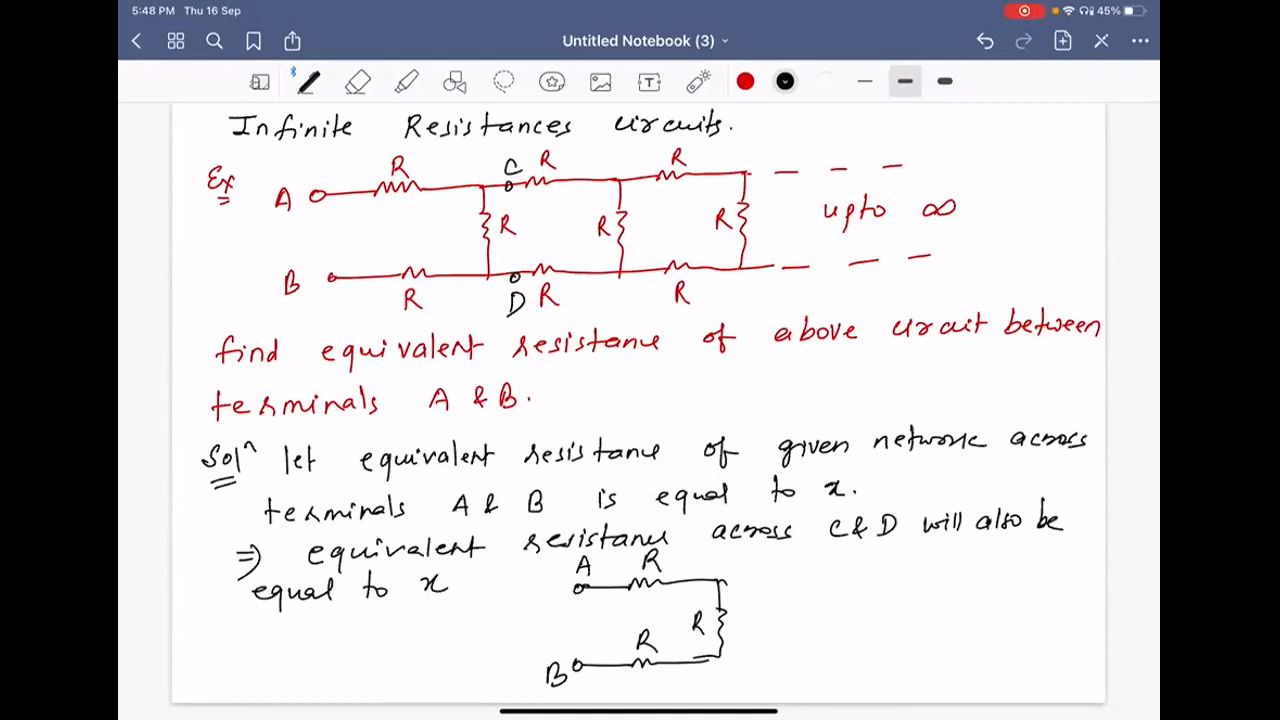 5:48 PM Thu 16 Sep
45%
Untitled Notebook (3)
Infinite Resistances circuits.
Ex
R C R R
A
R R R upto ∞
B
R D R R
find equivalent resistance of above circuit between
terminals A & B.
Solⁿ let equivalent resistance of given network across
terminals A & B is equal to x.
⇒ equivalent resistance across C & D will also be
equal to x
A R
R
R
B